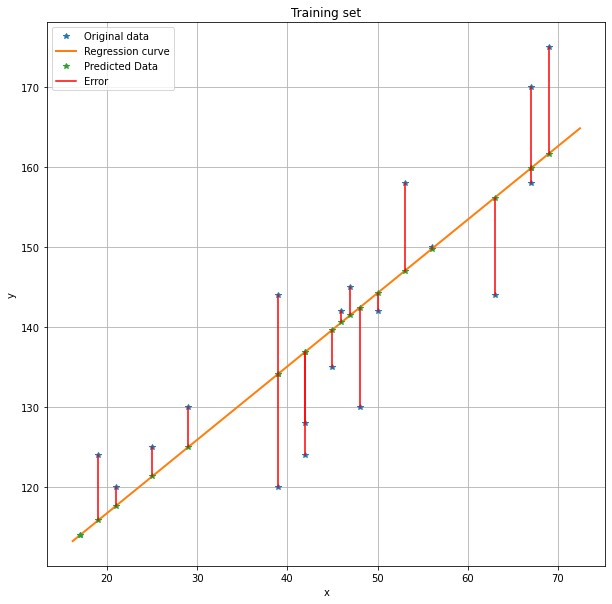 Training set
Original data
Regression curve
Predicted Data
Error
y
170
160
150
140
130
120
20 30 40 50 60 70
x